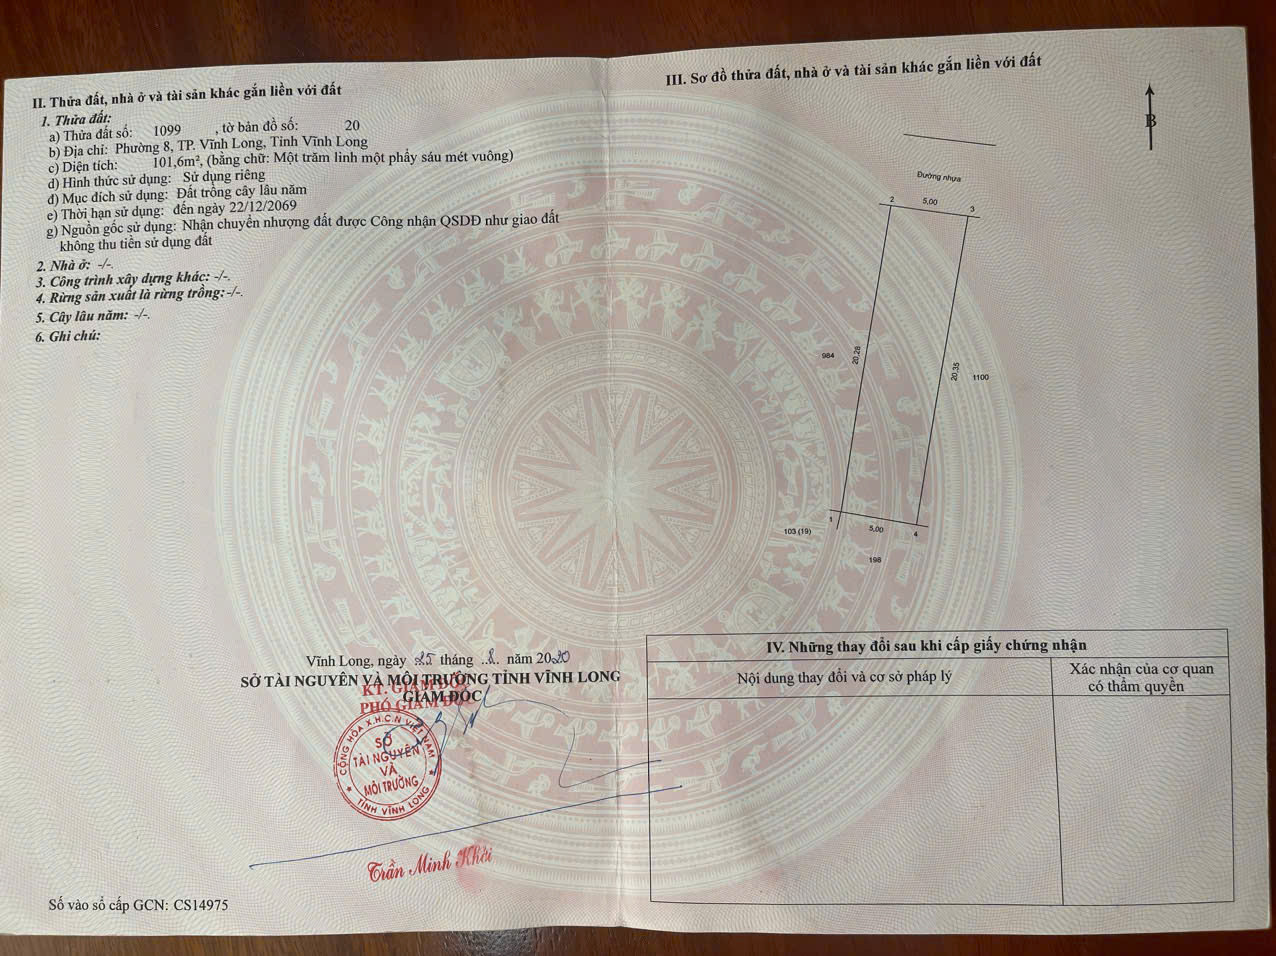 II. Thửa đất, nhà ở và tài sản khác gắn liền với đất
1. Thửa đất:
a) Thửa đất số: 1099 , tờ bản đồ số: 20
b) Địa chỉ: Phường 8, TP. Vĩnh Long, Tỉnh Vĩnh Long
c) Diện tích: 101,6m², (bằng chữ: Một trăm linh một phẩy sáu mét vuông)
d) Hình thức sử dụng: Sử dụng riêng
đ) Mục đích sử dụng: Đất trồng cây lâu năm
e) Thời hạn sử dụng: đến ngày 22/12/2069
g) Nguồn gốc sử dụng: Nhận chuyển nhượng đất được Công nhận QSDĐ như giao đất
không thu tiền sử dụng đất
2. Nhà ở: -/-.
3. Công trình xây dựng khác: -/-.
4. Rừng sản xuất là rừng trồng: -/-.
5. Cây lâu năm: -/-.
6. Ghi chú:
Vĩnh Long, ngày 25 tháng .8. năm 2020
SỞ TÀI NGUYÊN VÀ MÔI TRƯỜNG TỈNH VĨNH LONG
KT. GIÁM ĐỐC
GIÁM ĐỐC
PHÓ GIÁM ĐỐC
CỘNG HÒA X.H.C.N VIỆT NAM
SỞ
TÀI NGUYÊN
VÀ
MÔI TRƯỜNG
TỈNH VĨNH LONG
Trần Minh Khởi
Số vào sổ cấp GCN: CS14975
III. Sơ đồ thửa đất, nhà ở và tài sản khác gắn liền với đất
B
Đường nhựa
2 5,00 3
984 20,28 20,35 1100
1 5,00 4
103 (19)
198
IV. Những thay đổi sau khi cấp giấy chứng nhận
Nội dung thay đổi và cơ sở pháp lý
Xác nhận của cơ quan
có thẩm quyền